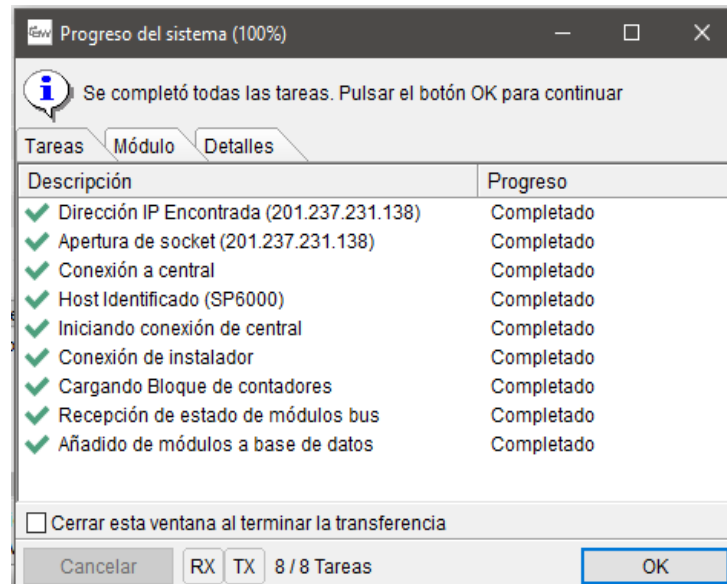 Progreso del sistema (100%)
Se completó todas las tareas. Pulsar el botón OK para continuar
Tareas Módulo Detalles
Descripción Progreso
Dirección IP Encontrada (201.237.231.138) Completado
Apertura de socket (201.237.231.138) Completado
Conexión a central Completado
Host Identificado (SP6000) Completado
Iniciando conexión de central Completado
Conexión de instalador Completado
Cargando Bloque de contadores Completado
Recepción de estado de módulos bus Completado
Añadido de módulos a base de datos Completado
Cerrar esta ventana al terminar la transferencia
Cancelar RX TX 8 / 8 Tareas OK